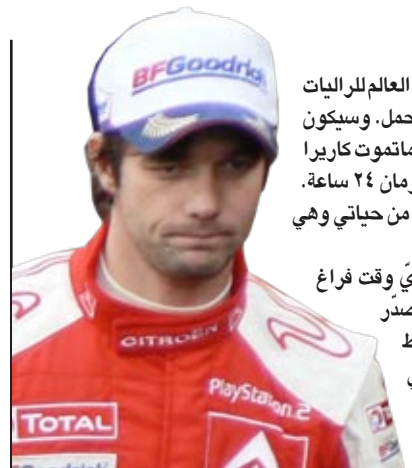 BFGoodrich
العالم للراليات
حمل. وسيكون
ماتموت كاريرا
رمان ٢٤ ساعة.
من حياتي وهي
يّ وقت فراغ
صدّر
CITROËN
PlayStation 2
TOTAL